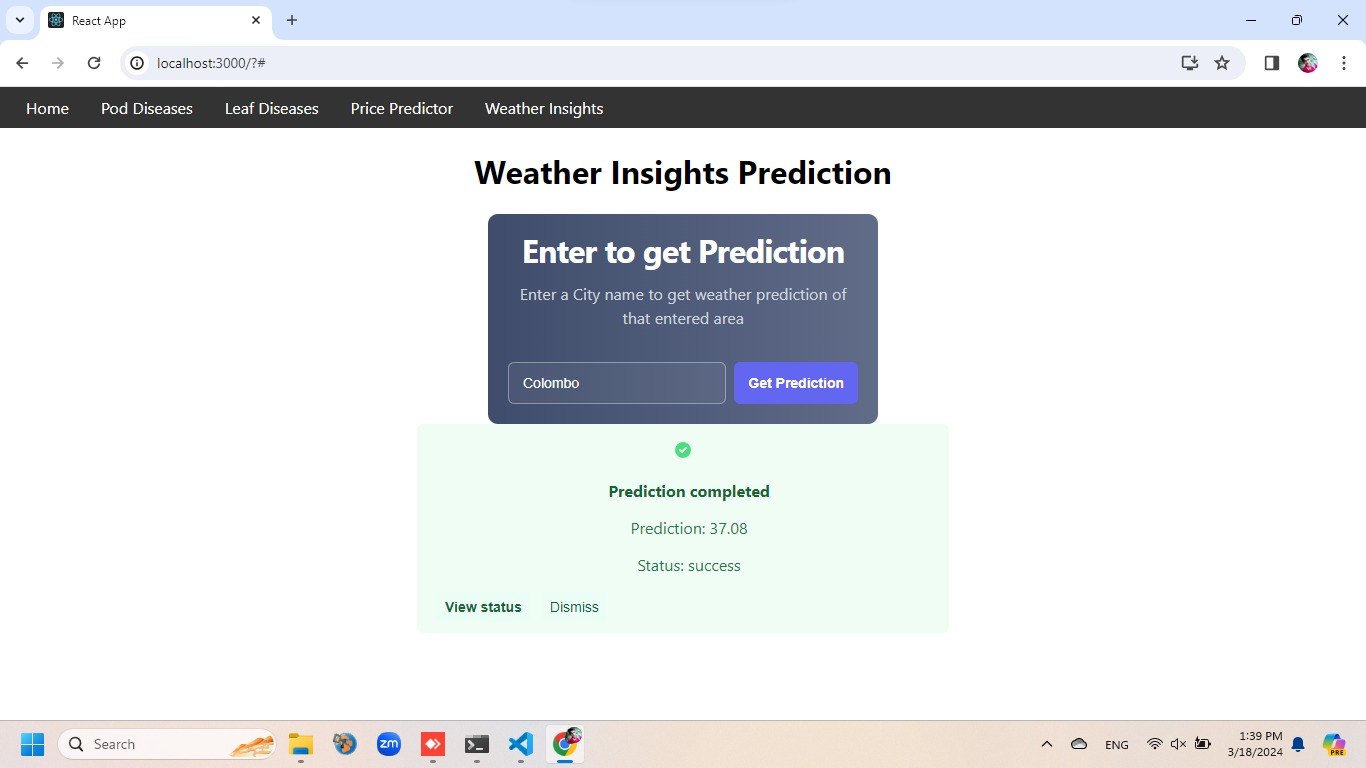 React App
localhost:3000/?#
Home Pod Diseases Leaf Diseases Price Predictor Weather Insights
Weather Insights Prediction
Enter to get Prediction
Enter a City name to get weather prediction of
that entered area
Colombo Get Prediction
Prediction completed
Prediction: 37.08
Status: success
View status Dismiss
Search zm ENG 1:39 PM
3/18/2024 PRE